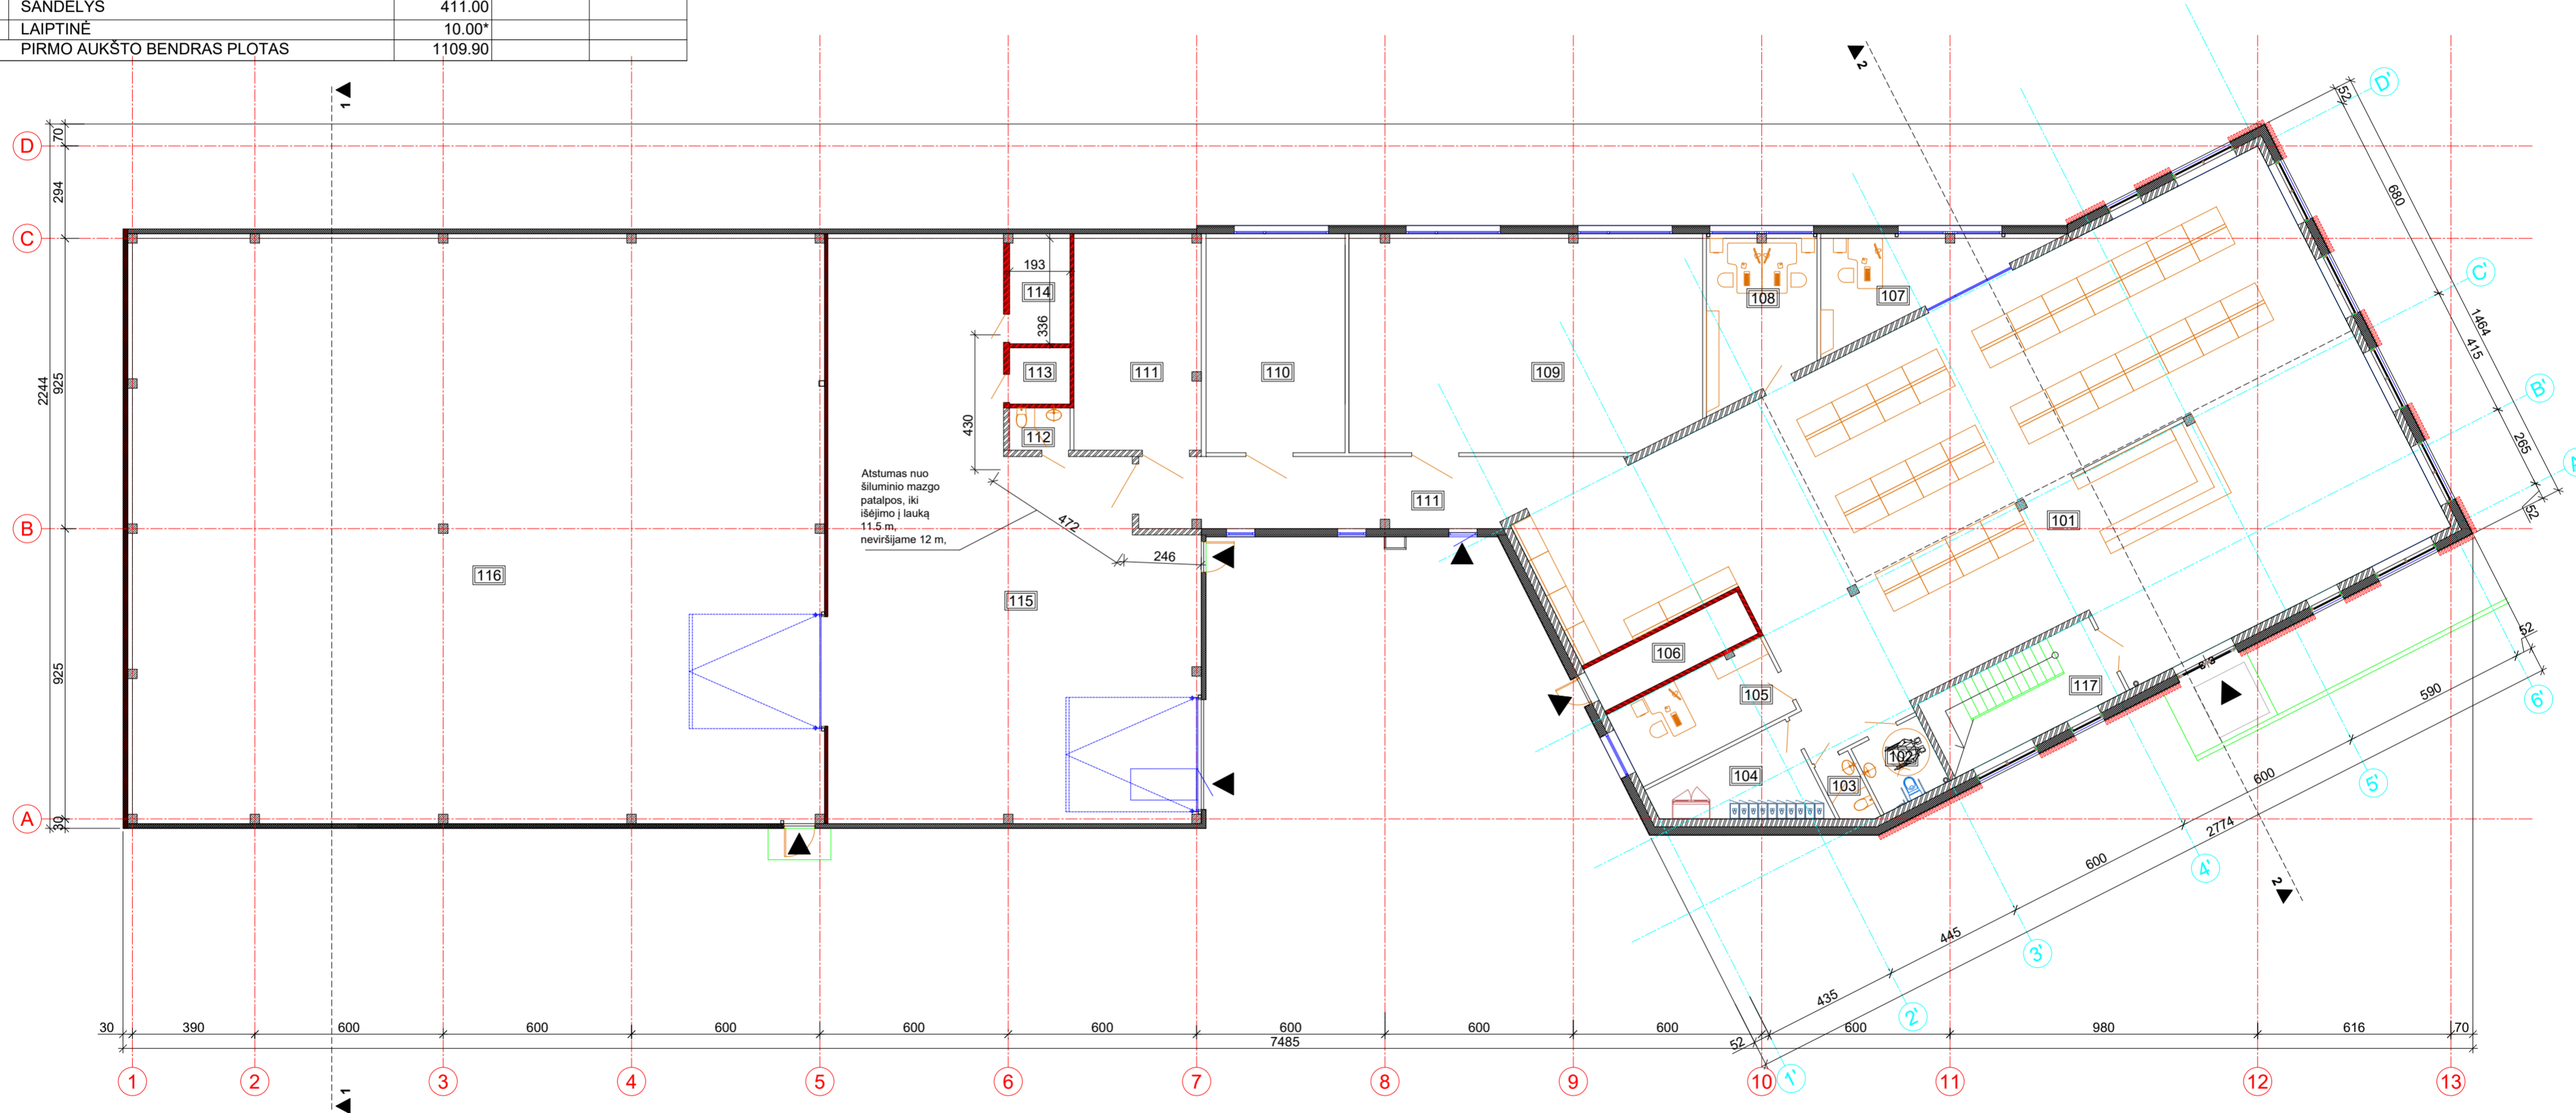 SANDĖLYS 411.00
LAIPTINĖ 10.00*
PIRMO AUKŠTO BENDRAS PLOTAS 1109.90
1
2
D'
52
D
70
294
680
C
C'
193
114
108
107
336
1464
415
2244
925
113
111
110
109
B'
430
112
265
A'
Atstumas nuo
šiluminio mazgo
patalpos, iki
išėjimo į lauką
11.5 m,
neviršijame 12 m,
472
111
101
52
B
246
116
115
52
106
925
105
117
590
6'
102
104
103
600
5'
A
30
2774
600
4'
2
445
3'
435
2'
30 390 600 600 600 600 600 600 600 600 600 980 616 70
7485
52
1'
1 2 3 4 5 6 7 8 9 10 11 12 13
1